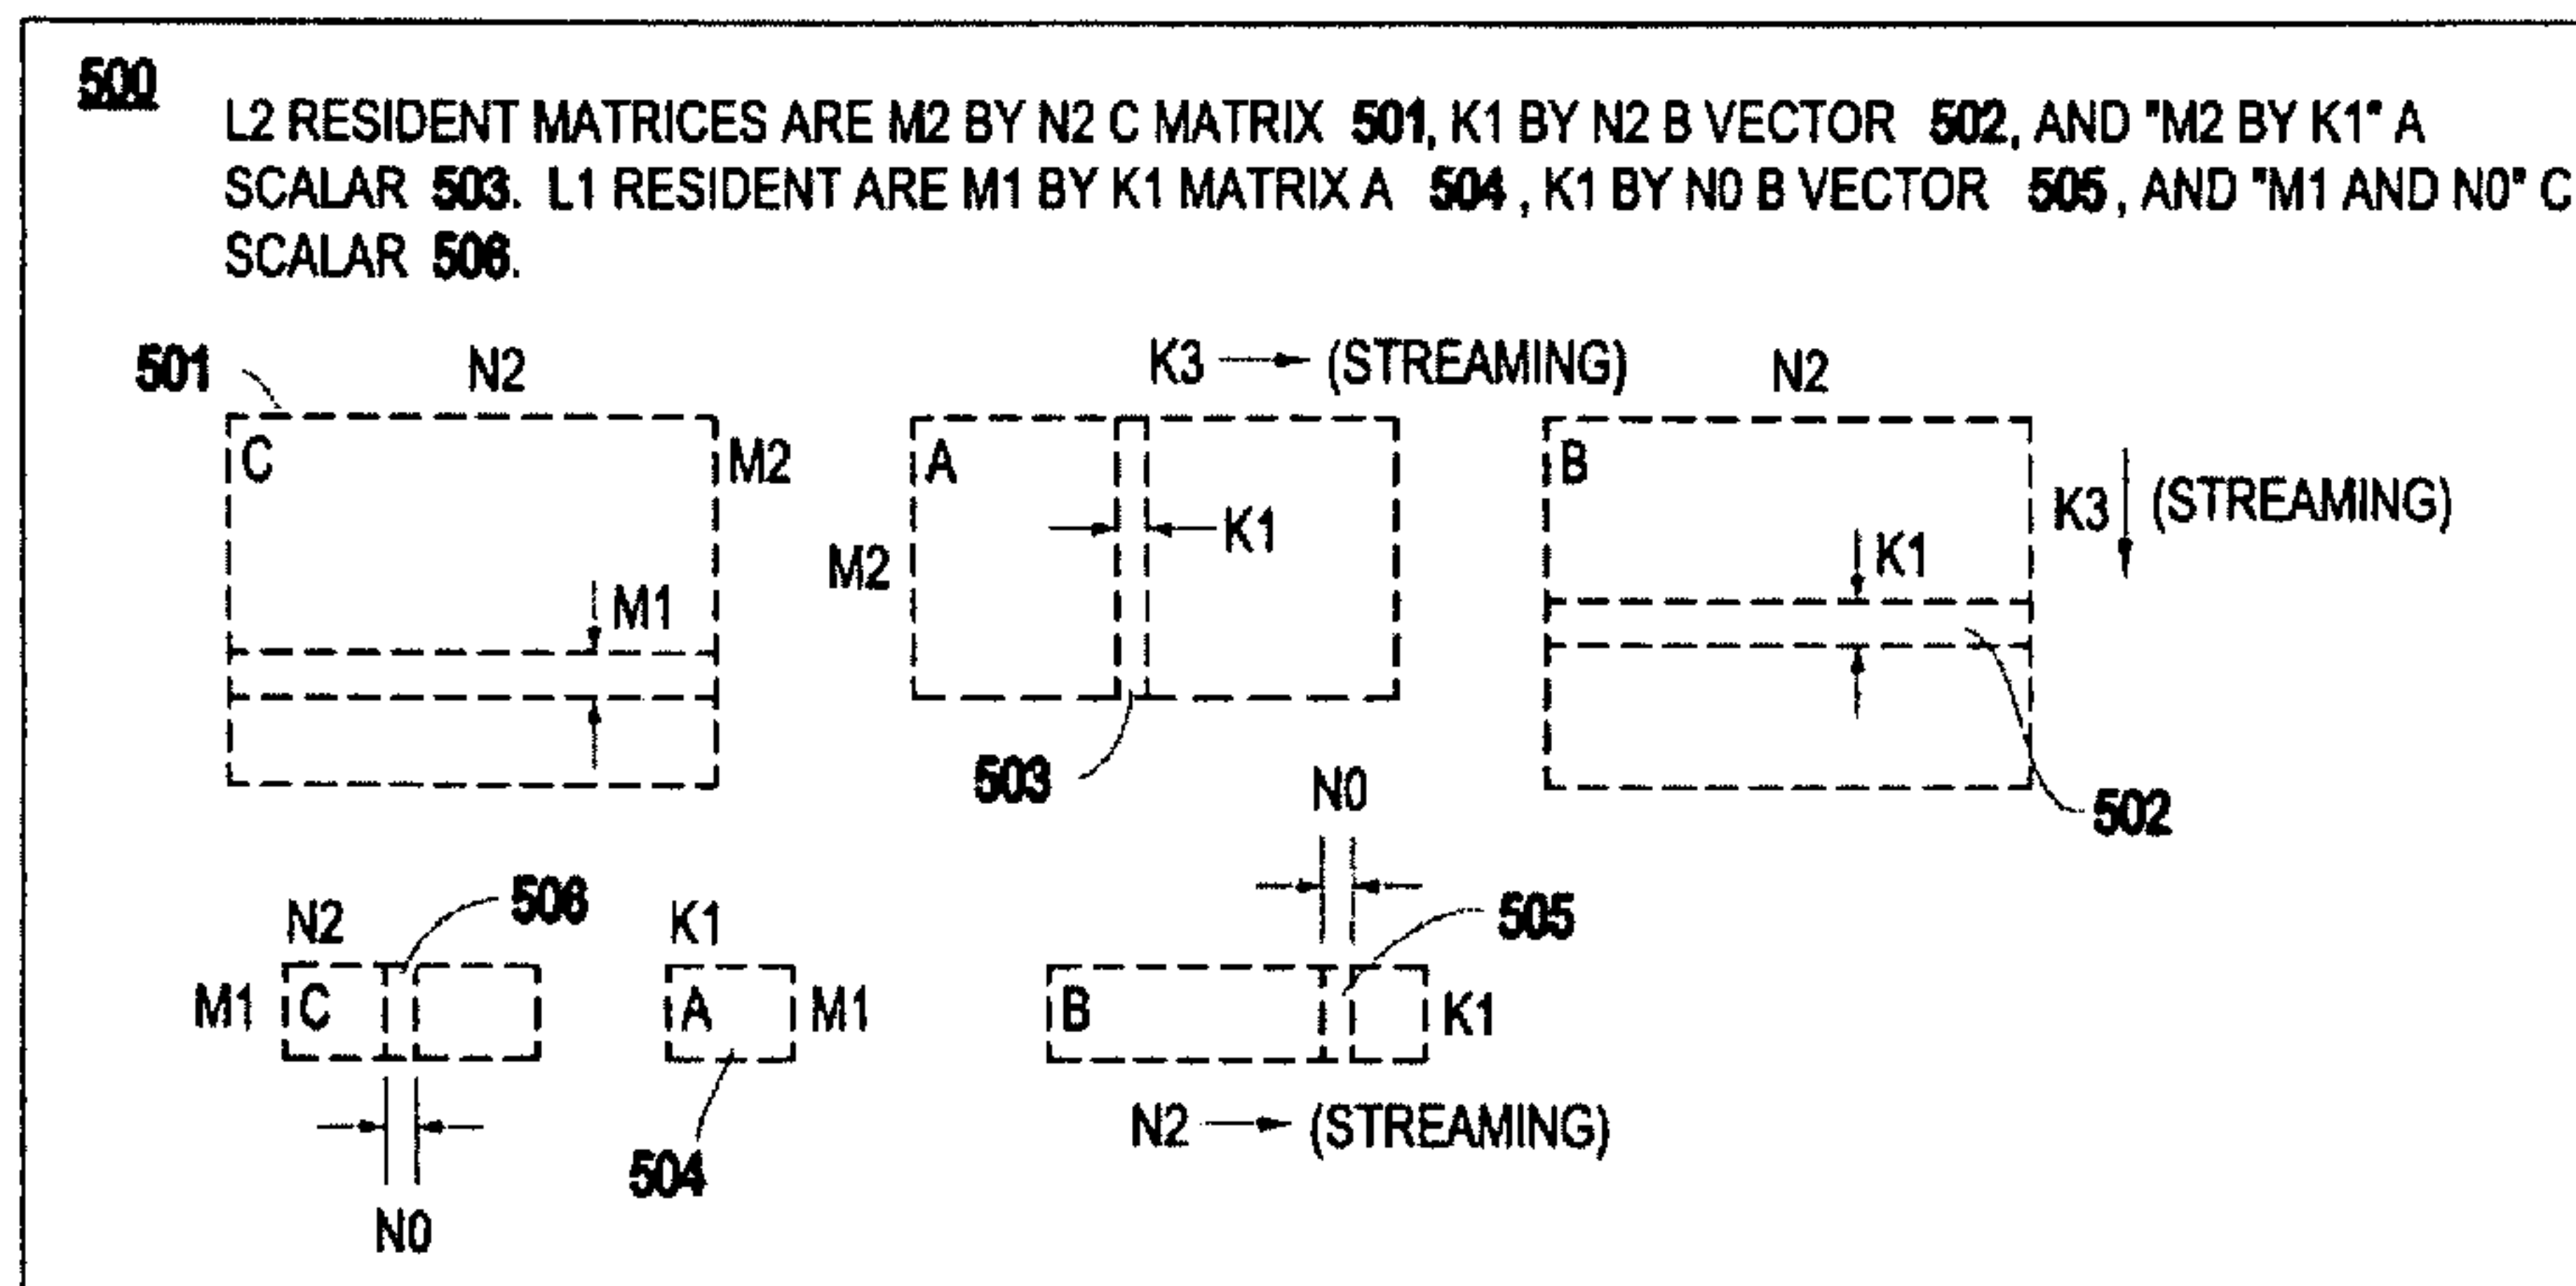 500
L2 RESIDENT MATRICES ARE M2 BY N2 C MATRIX 501, K1 BY N2 B VECTOR 502, AND "M2 BY K1" A
SCALAR 503. L1 RESIDENT ARE M1 BY K1 MATRIX A 504, K1 BY N0 B VECTOR 505, AND "M1 AND N0" C
SCALAR 506.
K3 (STREAMING)
501 N2 N2
C M2 A B
K3 (STREAMING)
K1 K1
M2
M1
503 N0 502
N2 506 K1 505
M1 C A M1 B K1
N2 (STREAMING)
504
N0